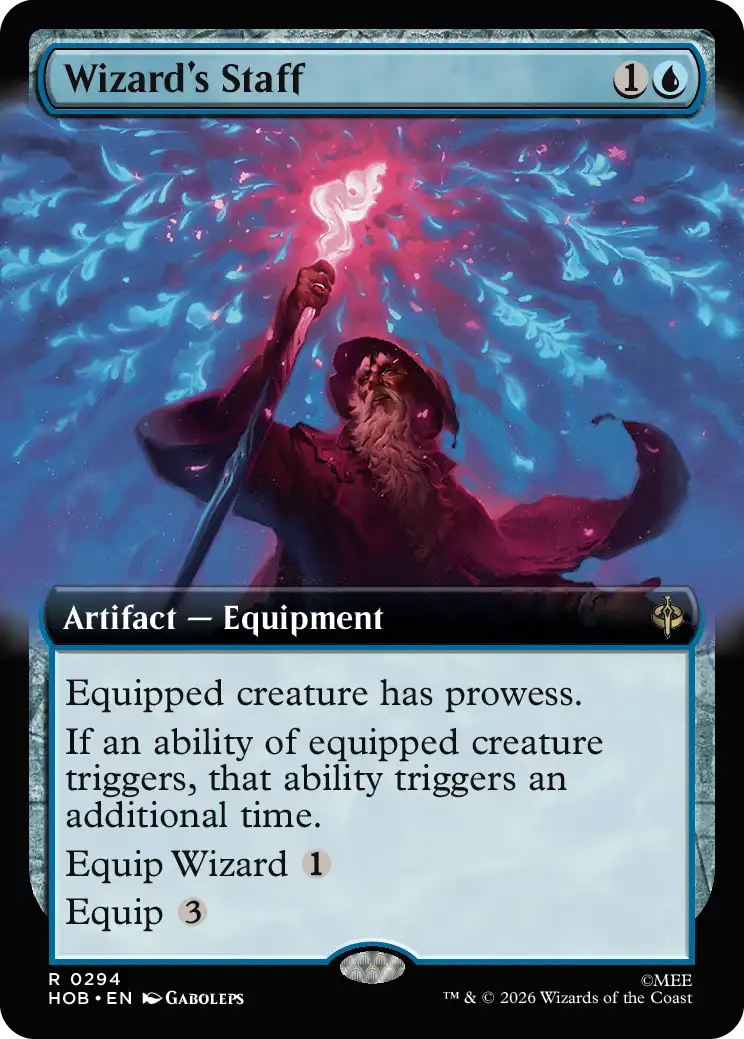 Wizard's Staff 1
Artifact — Equipment
Equipped creature has prowess.
If an ability of equipped creature
triggers, that ability triggers an
additional time.
Equip Wizard 1
Equip 3
R 0294
HOB • EN GABOLEPS
©MEE
™ & © 2026 Wizards of the Coast